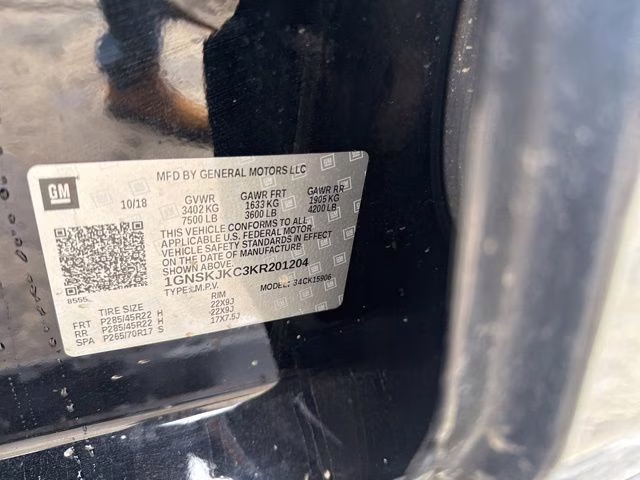 MFD BY GENERAL MOTORS LLC
GM
10/18 GVWR GAWR FRT GAWR RR
3402 KG 1633 KG 1905 KG
7500 LB 3600 LB 4200 LB
THIS VEHICLE CONFORMS TO ALL
APPLICABLE U.S. FEDERAL MOTOR
VEHICLE SAFETY STANDARDS IN EFFECT
ON THE DATE OF MANUFACTURE
1GNSKJKC3KR201204
8555 TYPE: M.P.V. MODEL: 34CK15906
TIRE SIZE RIM
FRT P285/45R22 H 22X9J
RR P285/45R22 H 22X9J
SPA P265/70R17 S 17X7.5J